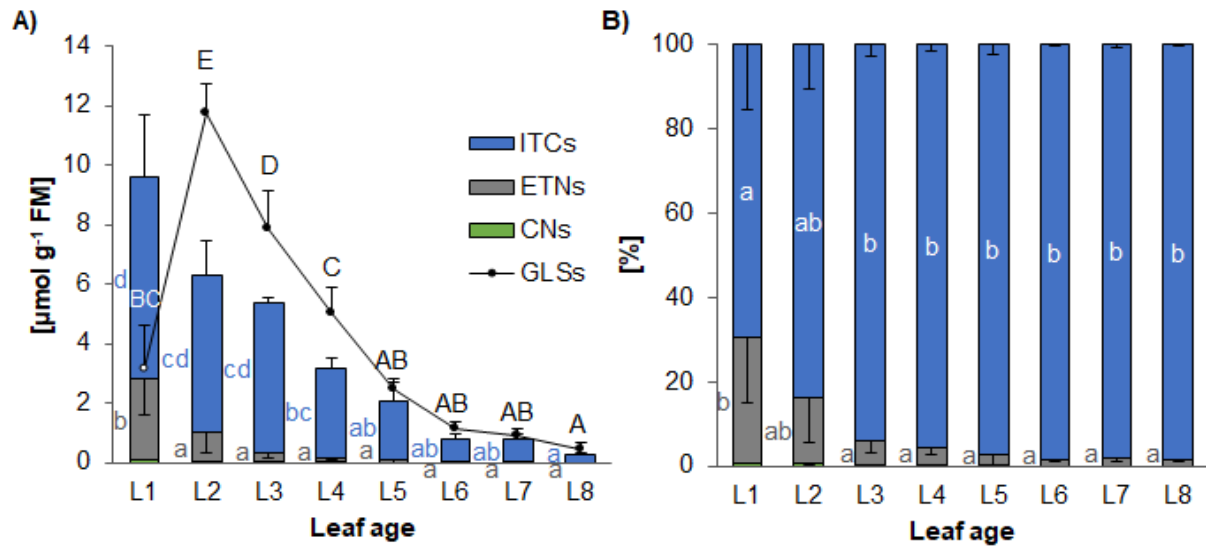 A)
14
12
10
8
6
4
2
0
[µmol g⁻¹ FM]
E
D
C
AB
AB
AB
A
BC
d
cd
cd
bc
ab
ab
ab
a
b
a
a
a
a
a
a
a
ITCs
ETNs
CNs
GLSs
L1 L2 L3 L4 L5 L6 L7 L8
Leaf age
B)
100
80
60
40
20
0
[%]
a ab b b b b b b
b ab a a a a a a
L1 L2 L3 L4 L5 L6 L7 L8
Leaf age